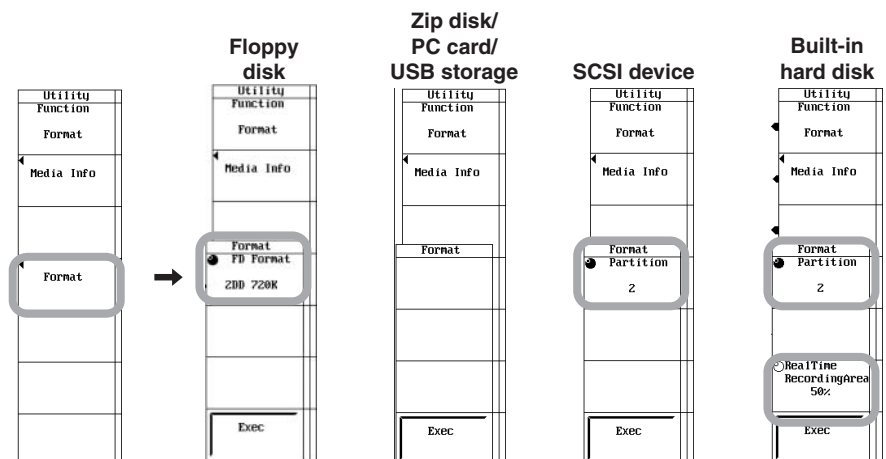 Floppy
disk
Zip disk/
PC card/
USB storage
SCSI device
Built-in
hard disk
Utility
Function
Format
Media Info
Format
Utility
Function
Format
Media Info
Format
FD Format
2DD 720K
Exec
Utility
Function
Format
Media Info
Format
Exec
Utility
Function
Format
Media Info
Format
Partition
2
Exec
Utility
Function
Format
Media Info
Format
Partition
2
RealTime
RecordingArea
50%
Exec